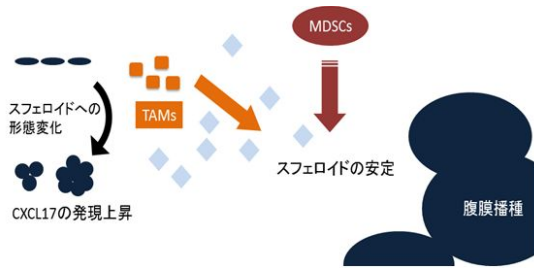 MDSCs
スフェロイドへの
形態変化
TAMs
スフェロイドの安定
CXCL17の発現上昇
腹膜播種